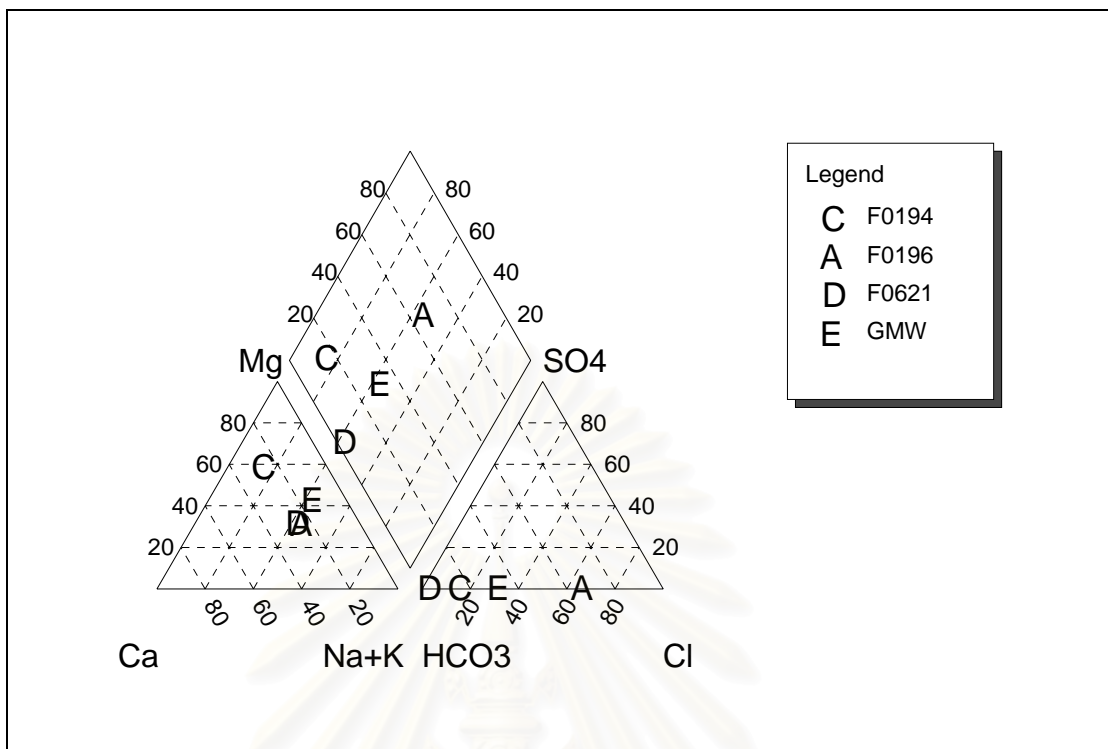 80 80
Legend
C F0194
60 60
A F0196
40 40
D F0621
20 A 20
E GMW
Mg C SO4
E
80 D 80
60 C 60
40 E 40
D A
20 20
D C E A
80 60 40 20 20 40 60 80
Ca Na+K HCO3 Cl